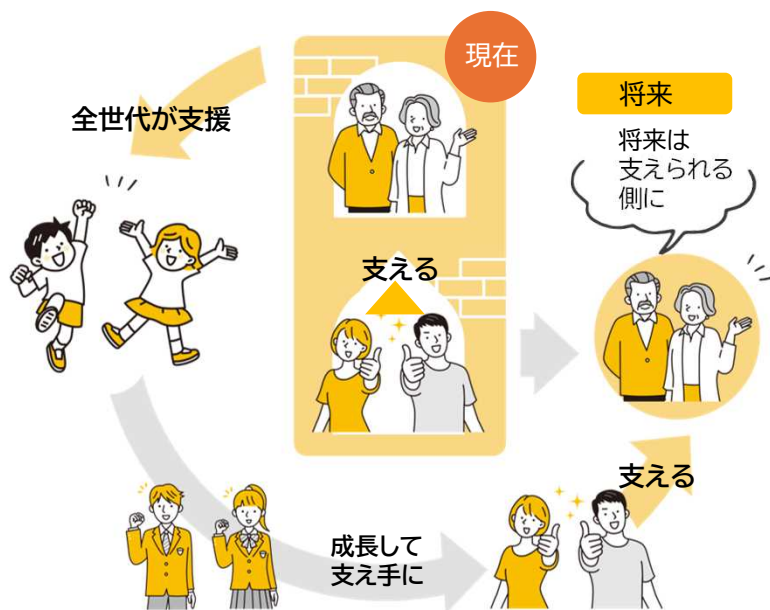 現在
全世代が支援
将来
将来は
支えられる
側に
支える
支える
成長して
支え手に